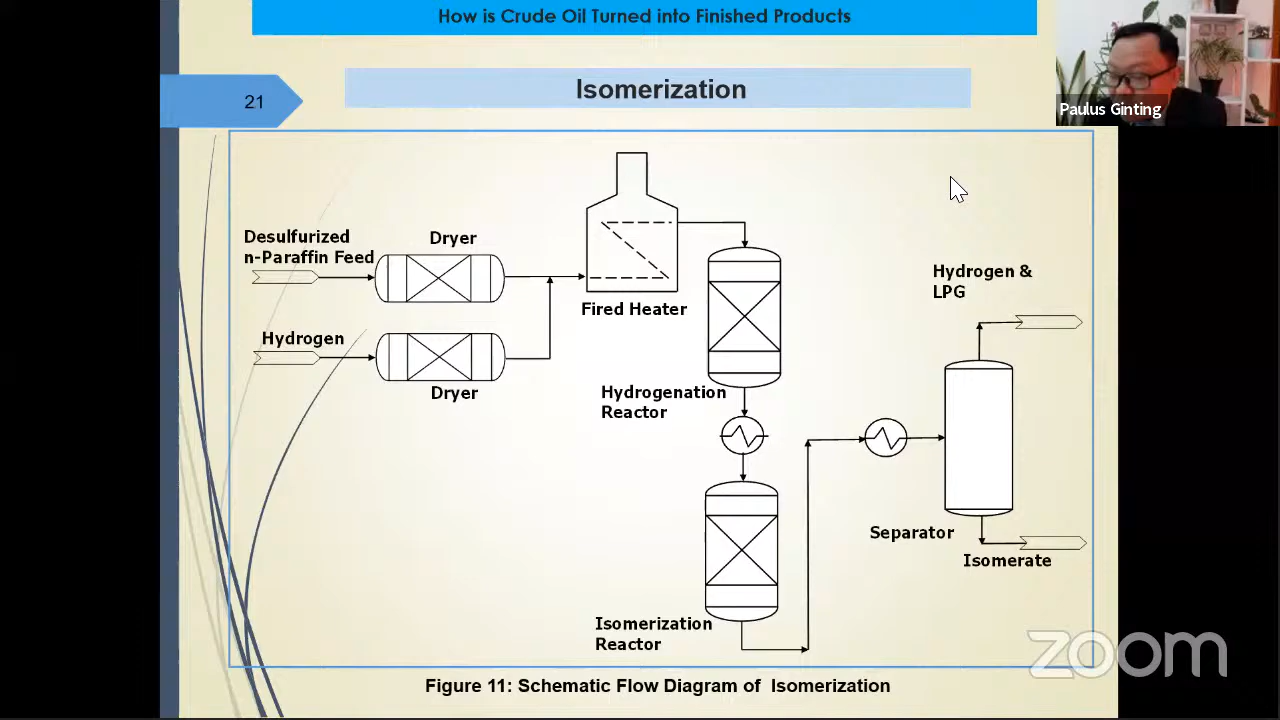 How is Crude Oil Turned into Finished Products
Isomerization
21
Paulus Ginting
Desulfurized
n-Paraffin Feed
Dryer
Hydrogen
Dryer
Fired Heater
Hydrogenation
Reactor
Isomerization
Reactor
Hydrogen &
LPG
Separator
Isomerate
zoom
Figure 11: Schematic Flow Diagram of Isomerization